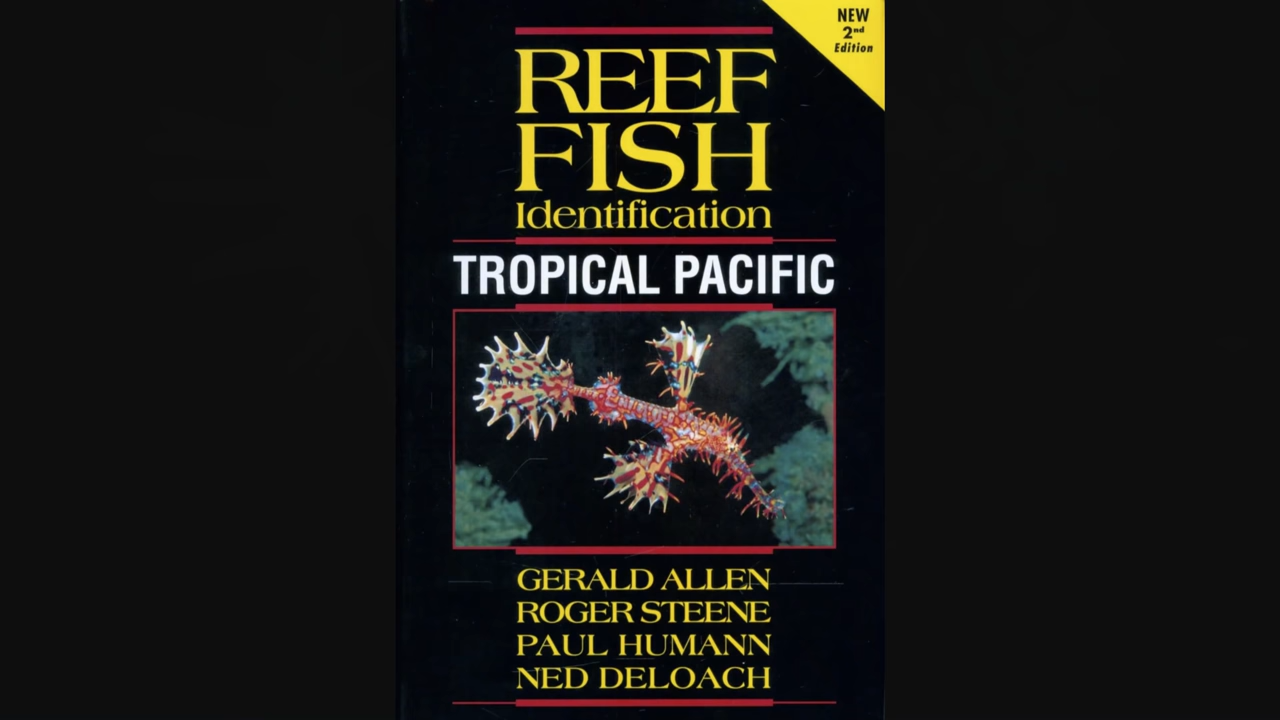 NEW
2nd
Edition
REEF
FISH
Identification
TROPICAL PACIFIC
GERALD ALLEN
ROGER STEENE
PAUL HUMANN
NED DELOACH